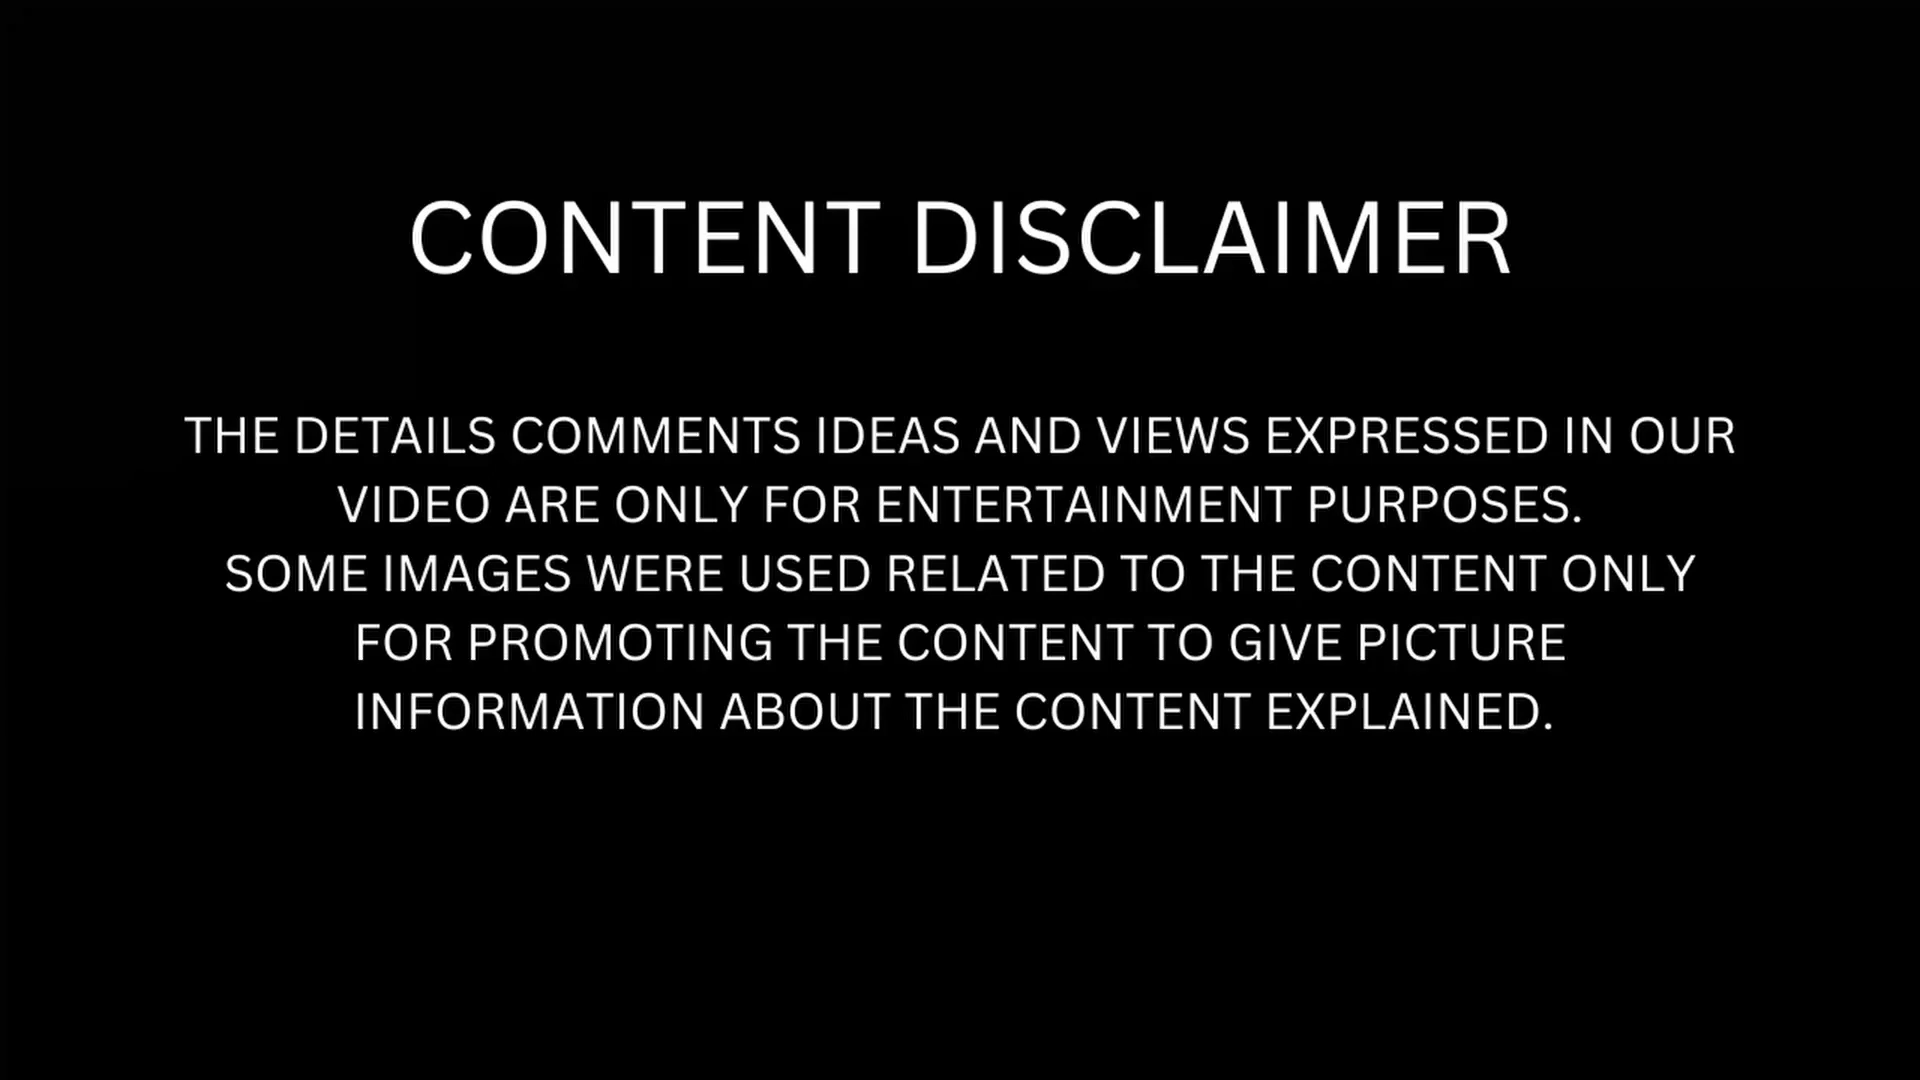 CONTENT DISCLAIMER
THE DETAILS COMMENTS IDEAS AND VIEWS EXPRESSED IN OUR
VIDEO ARE ONLY FOR ENTERTAINMENT PURPOSES.
SOME IMAGES WERE USED RELATED TO THE CONTENT ONLY
FOR PROMOTING THE CONTENT TO GIVE PICTURE
INFORMATION ABOUT THE CONTENT EXPLAINED.